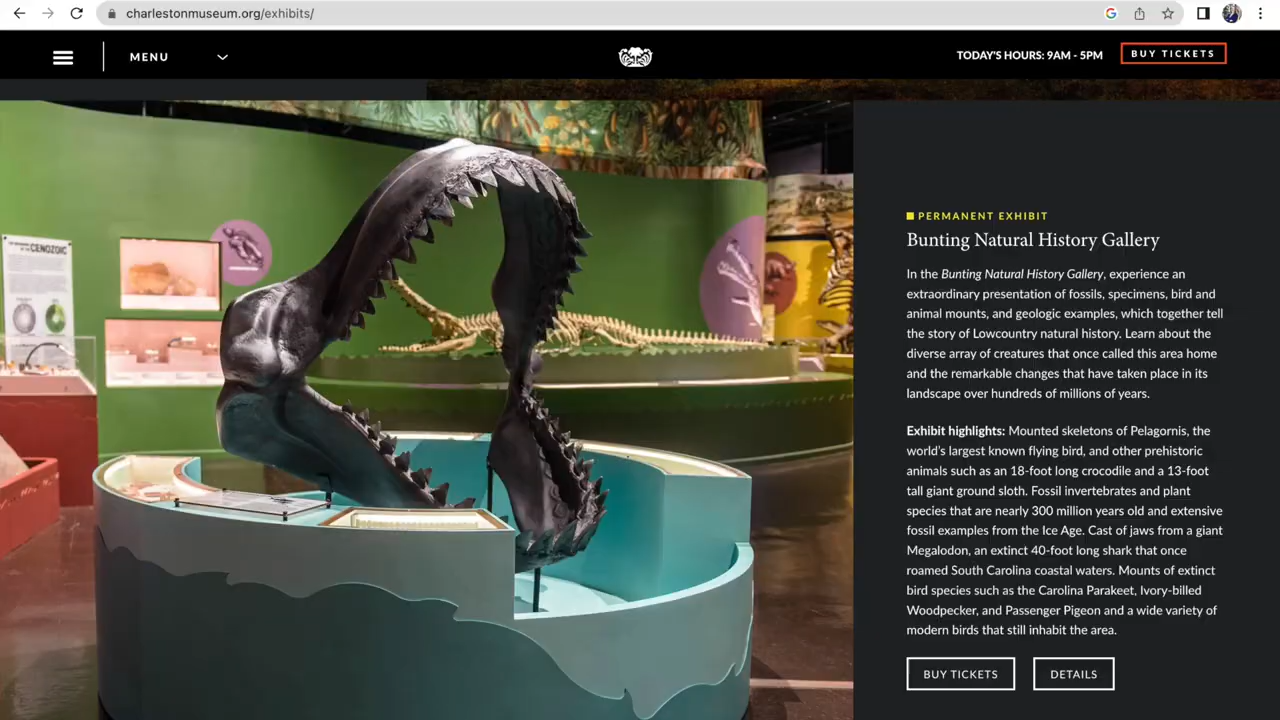 charlestonmuseum.org/exhibits/
MENU
TODAY'S HOURS: 9AM - 5PM
BUY TICKETS
CENOZOIC
PERMANENT EXHIBIT
Bunting Natural History Gallery
In the Bunting Natural History Gallery, experience an
extraordinary presentation of fossils, specimens, bird and
animal mounts, and geologic examples, which together tell
the story of Lowcountry natural history. Learn about the
diverse array of creatures that once called this area home
and the remarkable changes that have taken place in its
landscape over hundreds of millions of years.
Exhibit highlights: Mounted skeletons of Pelagornis, the
world's largest known flying bird, and other prehistoric
animals such as an 18-foot long crocodile and a 13-foot
tall giant ground sloth. Fossil invertebrates and plant
species that are nearly 300 million years old and extensive
fossil examples from the Ice Age. Cast of jaws from a giant
Megalodon, an extinct 40-foot long shark that once
roamed South Carolina coastal waters. Mounts of extinct
bird species such as the Carolina Parakeet, Ivory-billed
Woodpecker, and Passenger Pigeon and a wide variety of
modern birds that still inhabit the area.
BUY TICKETS
DETAILS